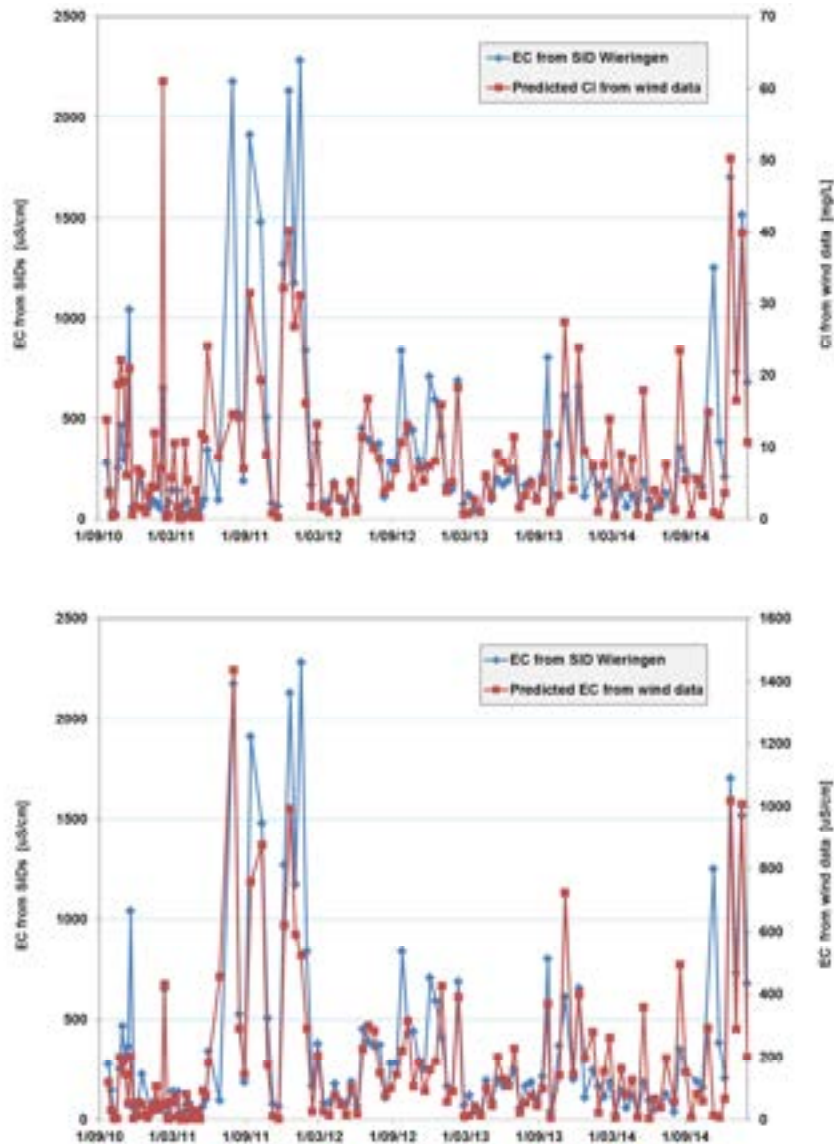 2500
2000
1500
1000
500
0
EC from SIDs [uS/cm]
70
60
50
40
30
20
10
0
Cl from wind data [mg/L]
EC from SID Wieringen
Predicted Cl from wind data
1/09/10 1/03/11 1/09/11 1/03/12 1/09/12 1/03/13 1/09/13 1/03/14 1/09/14
2500
2000
1500
1000
500
0
EC from SIDs [uS/cm]
1600
1400
1200
1000
800
600
400
200
0
EC from wind data [uS/cm]
EC from SID Wieringen
Predicted EC from wind data
1/09/10 1/03/11 1/09/11 1/03/12 1/09/12 1/03/13 1/09/13 1/03/14 1/09/14